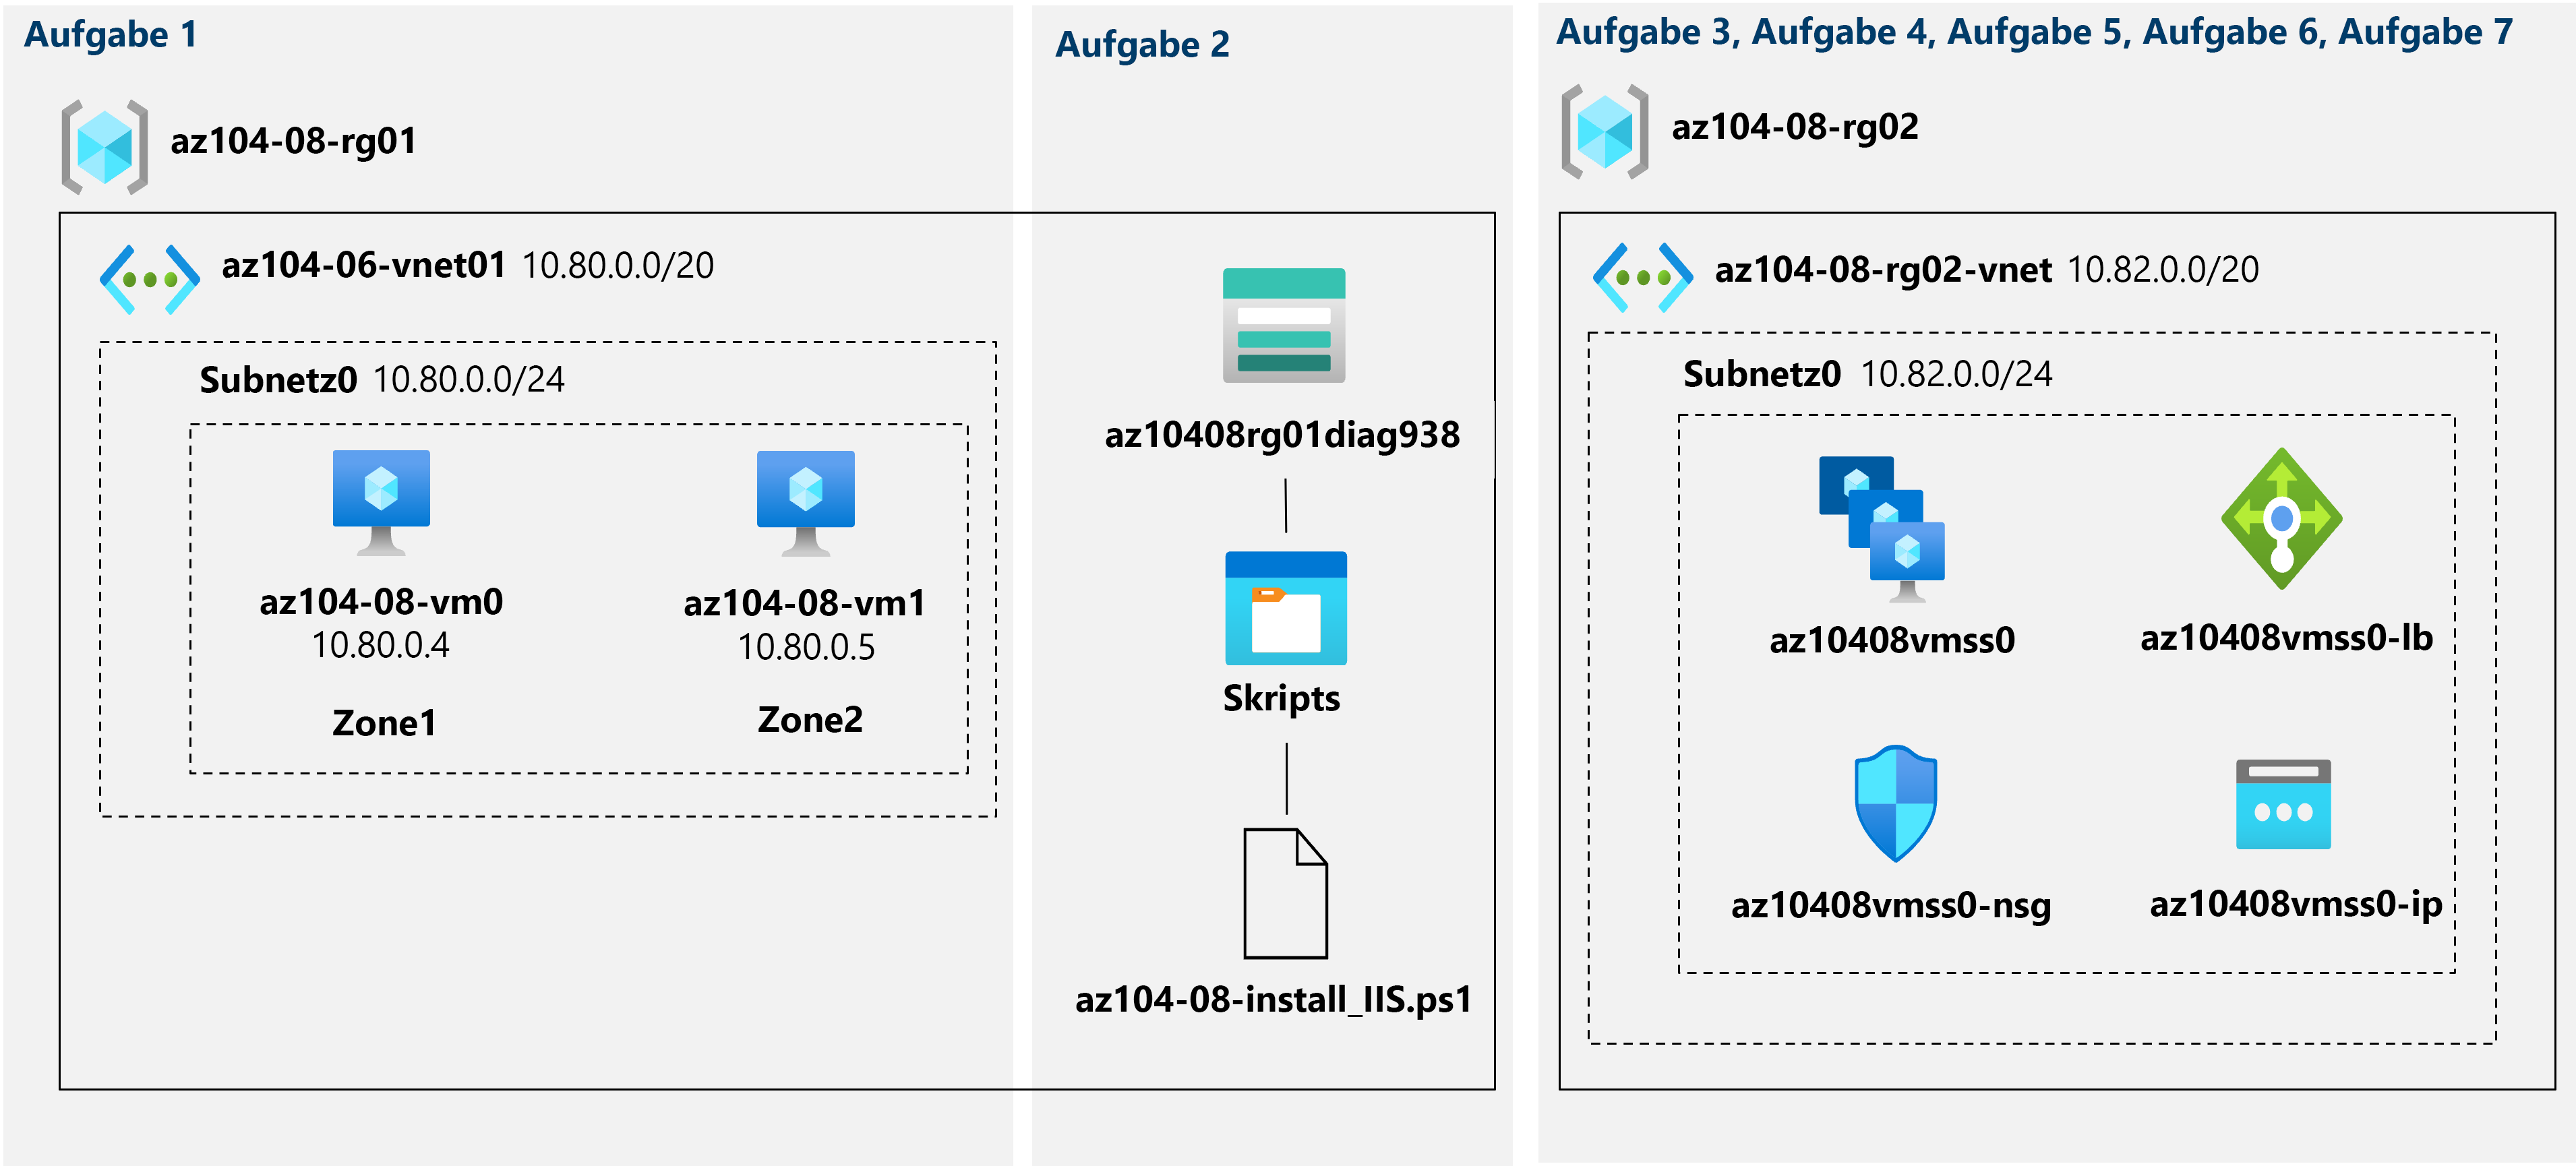 Aufgabe 1
az104-08-rg01
az104-06-vnet01 10.80.0.0/20
Subnetz0 10.80.0.0/24
az104-08-vm0
10.80.0.4
Zone1
az104-08-vm1
10.80.0.5
Zone2
Aufgabe 2
az10408rg01diag938
Skripts
az104-08-install_IIS.ps1
Aufgabe 3, Aufgabe 4, Aufgabe 5, Aufgabe 6, Aufgabe 7
az104-08-rg02
az104-08-rg02-vnet 10.82.0.0/20
Subnetz0 10.82.0.0/24
az10408vmss0
az10408vmss0-lb
az10408vmss0-nsg
az10408vmss0-ip